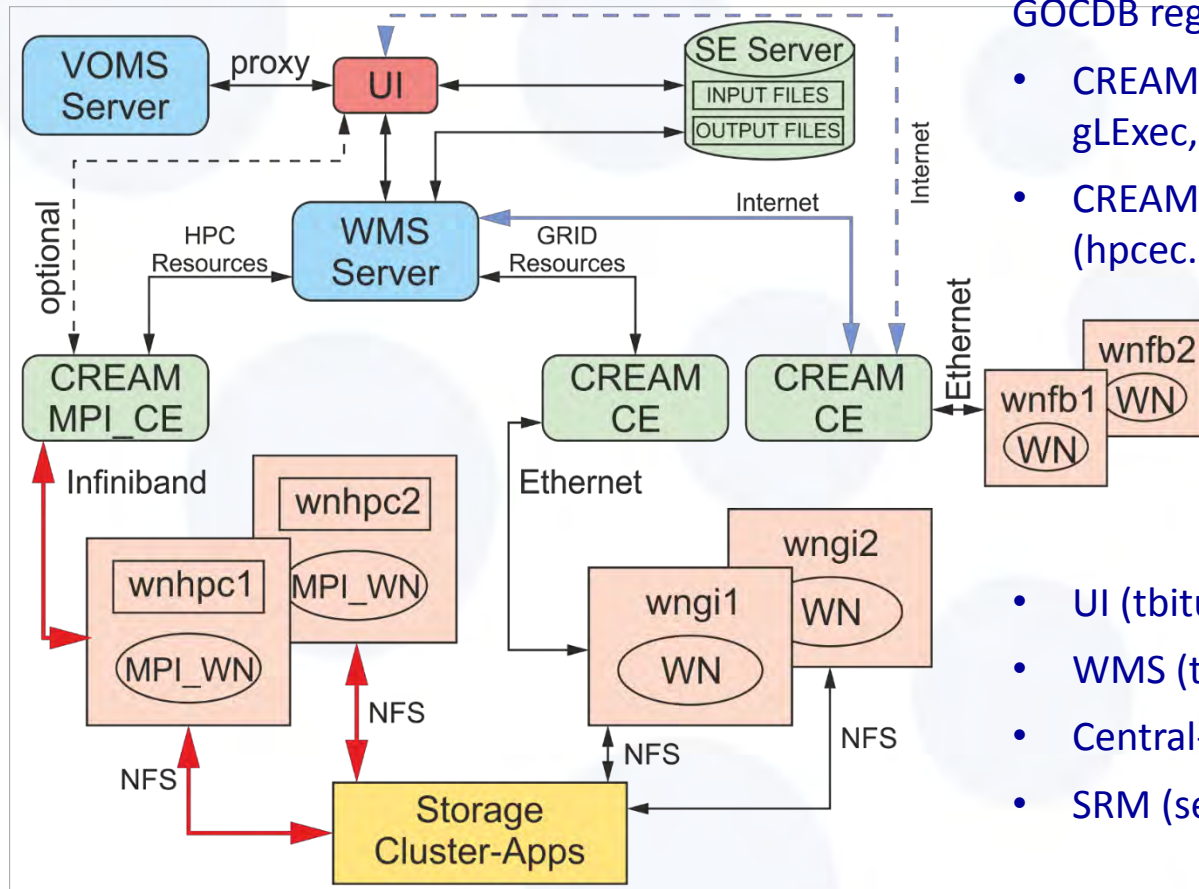 VOMS
Server
proxy
UI
SE Server
INPUT FILES
OUTPUT FILES
Internet
optional
HPC
Resources
WMS
Server
GRID
Resources
Internet
CREAM
MPI_CE
CREAM
CE
CREAM
CE
Ethernet
wnfb2
WN
wnfb1
WN
Infiniband
Ethernet
wnhpc2
MPI_WN
wnhpc1
MPI_WN
wngi2
WN
wngi1
WN
NFS
NFS
NFS
NFS
Storage
Cluster-Apps
GOCDB reg
• CREAM
gLExec,
• CREAM
(hpcec.
• UI (tbitu
• WMS (t
• Central-
• SRM (se